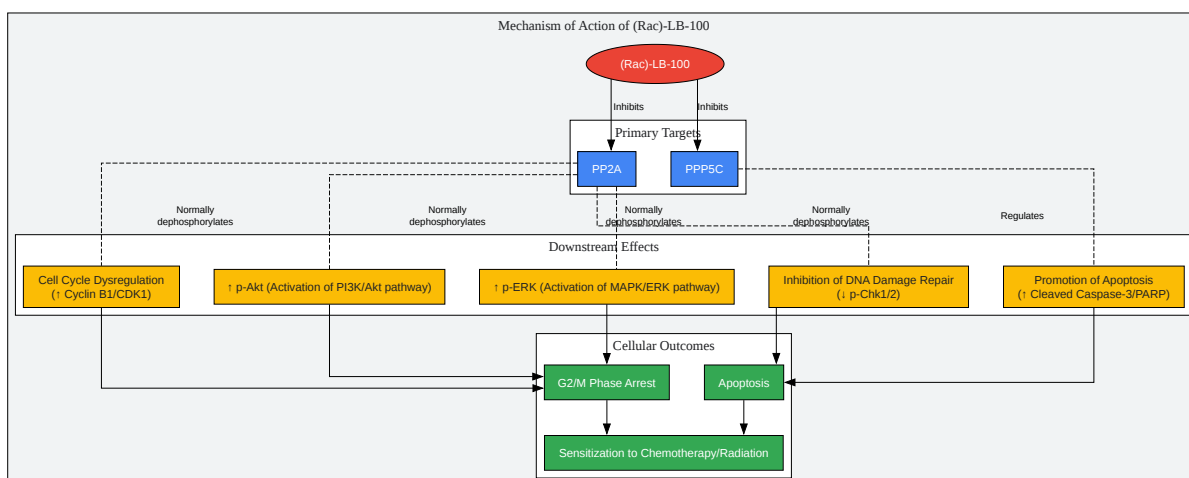 Mechanism of Action of (Rac)-LB-100
(Rac)-LB-100
Inhibits
Inhibits
Primary Targets
PP2A
PPP5C
Normally
dephosphorylates
Normally
dephosphorylates
Normally
dephosphorylates
Normally
dephosphorylates
Regulates
Downstream Effects
Cell Cycle Dysregulation
(↑ Cyclin B1/CDK1)
↑ p-Akt (Activation of PI3K/Akt pathway)
↑ p-ERK (Activation of MAPK/ERK pathway)
Inhibition of DNA Damage Repair
(↓ p-Chk1/2)
Promotion of Apoptosis
(↑ Cleaved Caspase-3/PARP)
Cellular Outcomes
G2/M Phase Arrest
Apoptosis
Sensitization to Chemotherapy/Radiation